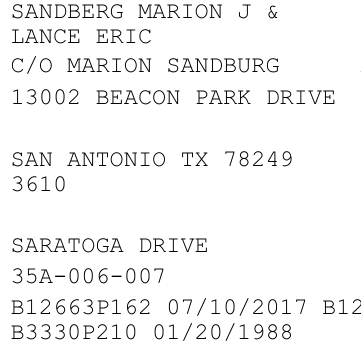 SANDBERG MARION J &
LANCE ERIC
C/O MARION SANDBURG
13002 BEACON PARK DRIVE
SAN ANTONIO TX 78249
3610
SARATOGA DRIVE
35A-006-007
B12663P162 07/10/2017 B12
B3330P210 01/20/1988